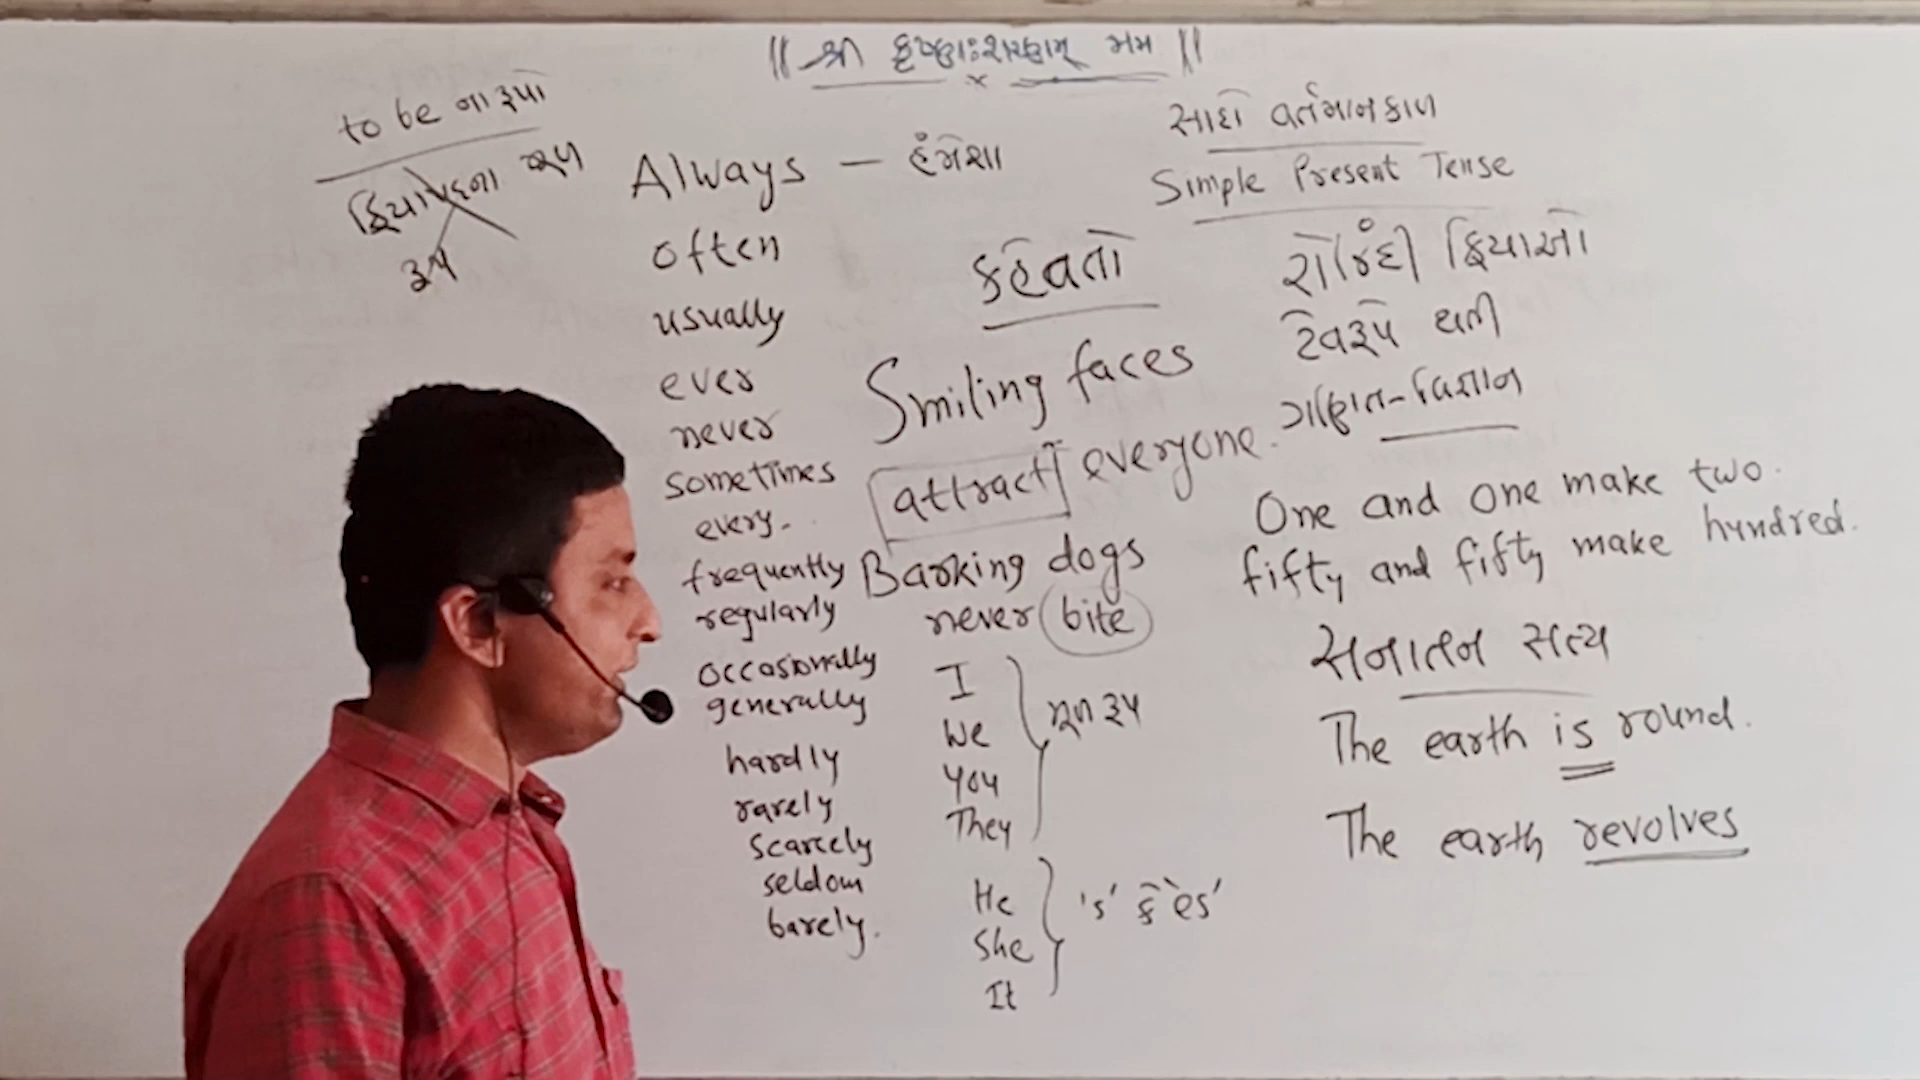 || શ્રી કૃષ્ણઃશરણમ્ મમ ||
to be ના રૂપો
ક્રિયાપદના મૂળ
રૂપ
Always – હંમેશા
often
usually
ever
never
sometimes
every.
frequently
regularly
occasionally
generally
hardly
rarely
scarcely
seldom
barely.
કહેવતો
Smiling faces
attract everyone.
Barking dogs
never bite
I
We
You
They
મૂળ રૂપ
He
She
It
's' કે 'es'
સાદો વર્તમાનકાળ
Simple Present Tense
રોજિંદી ક્રિયાઓ
ટેવરૂપે થતી
ગણિત-વિજ્ઞાન
One and one make two.
fifty and fifty make hundred.
સનાતન સત્ય
The earth is round.
The earth revolves